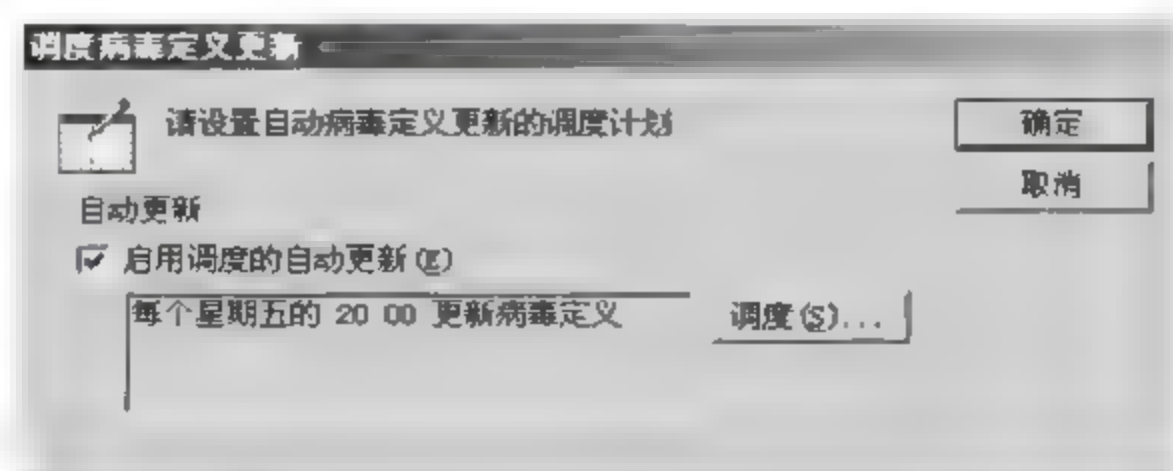 调度病毒定义更新
请设置自动病毒定义更新的调度计划
确定
取消
自动更新
启用调度的自动更新(E)
每个星期五的 20 00 更新病毒定义
调度(S)...